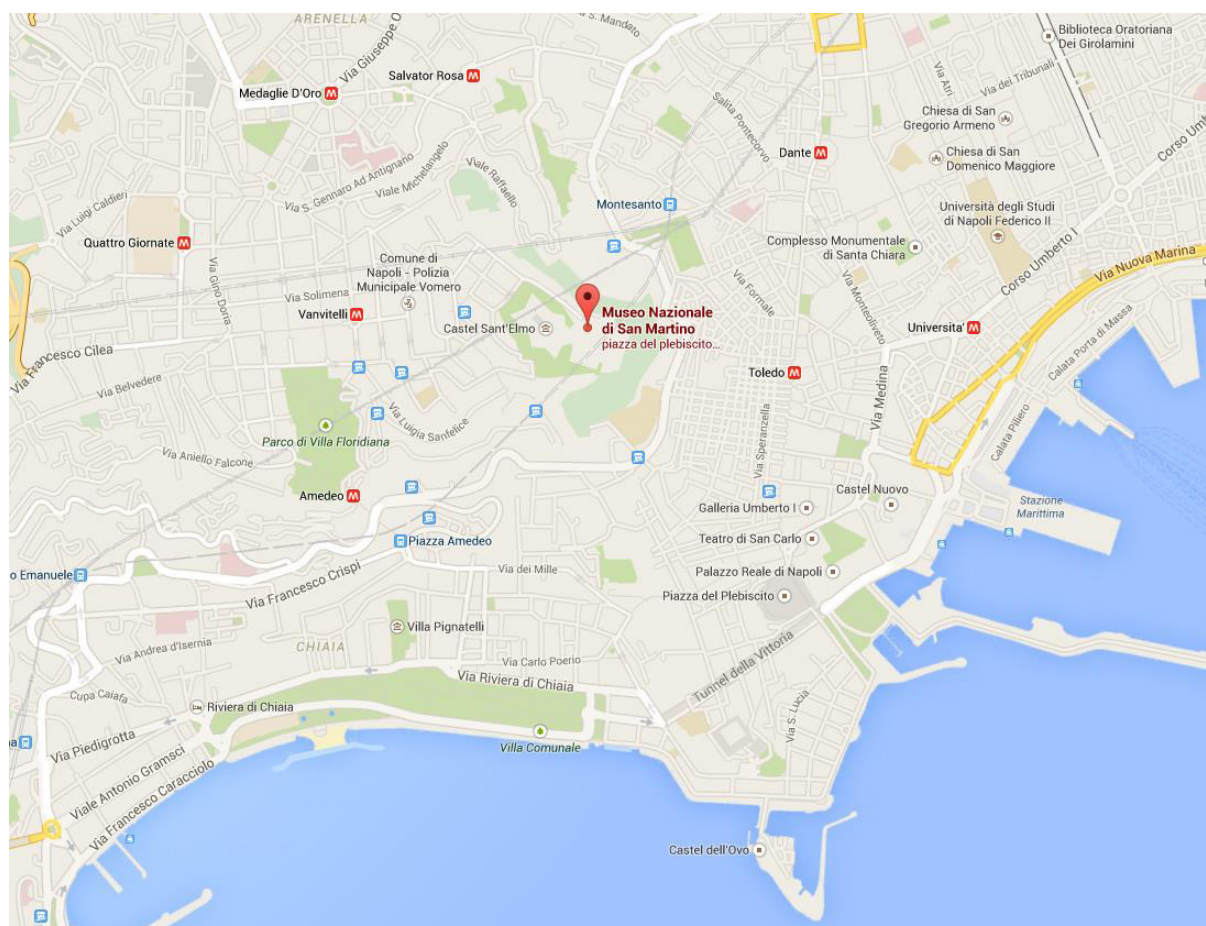 ARENELLA
Via S. Mandato
Via Giuseppe O
Biblioteca Oratoriana
Dei Girolamini
Salvator Rosa M
Medaglie D'Oro M
Via Atri
Via dei Tribunali
Salita Pontecorvo
Chiesa di San
Gregorio Armeno
Corso Umberto I
Dante M
Chiesa di San
Domenico Maggiore
Via S. Gennaro Ad Antignano
Viale Michelangelo
Viale Raffaello
Via Luigi Caldieri
Montesanto
Università degli Studi
di Napoli Federico II
Quattro Giornate M
Complesso Monumentale
di Santa Chiara
Corso Umberto I
Via Nuova Marina
Comune di
Napoli - Polizia
Municipale Vomero
Via Gino Doria
Via Solimena
Via Formale
Via Monteoliveto
Vanvitelli M
Castel Sant'Elmo
Museo Nazionale
di San Martino
piazza del plebiscito...
Universita' M
Calata Porta di Massa
Via Francesco Cilea
Toledo M
Via Belvedere
Via Medina
Via Luigia Sanfelice
Parco di Villa Floridiana
Via Speranzella
Calata Piliero
Via Aniello Falcone
Amedeo M
Castel Nuovo
Galleria Umberto I
Stazione
Marittima
Piazza Amedeo
Teatro di San Carlo
o Emanuele
Via dei Mille
Palazzo Reale di Napoli
Via Francesco Crispi
Piazza del Plebiscito
Villa Pignatelli
Via Andrea d'Isernia
CHIAIA
Tunnel della Vittoria
Via Carlo Poerio
Via Riviera di Chiaia
Cupa Caiafa
Riviera di Chiaia
Via S. Lucia
Via Piedigrotta
Villa Comunale
Viale Antonio Gramsci
Via Francesco Caracciolo
Castel dell'Ovo